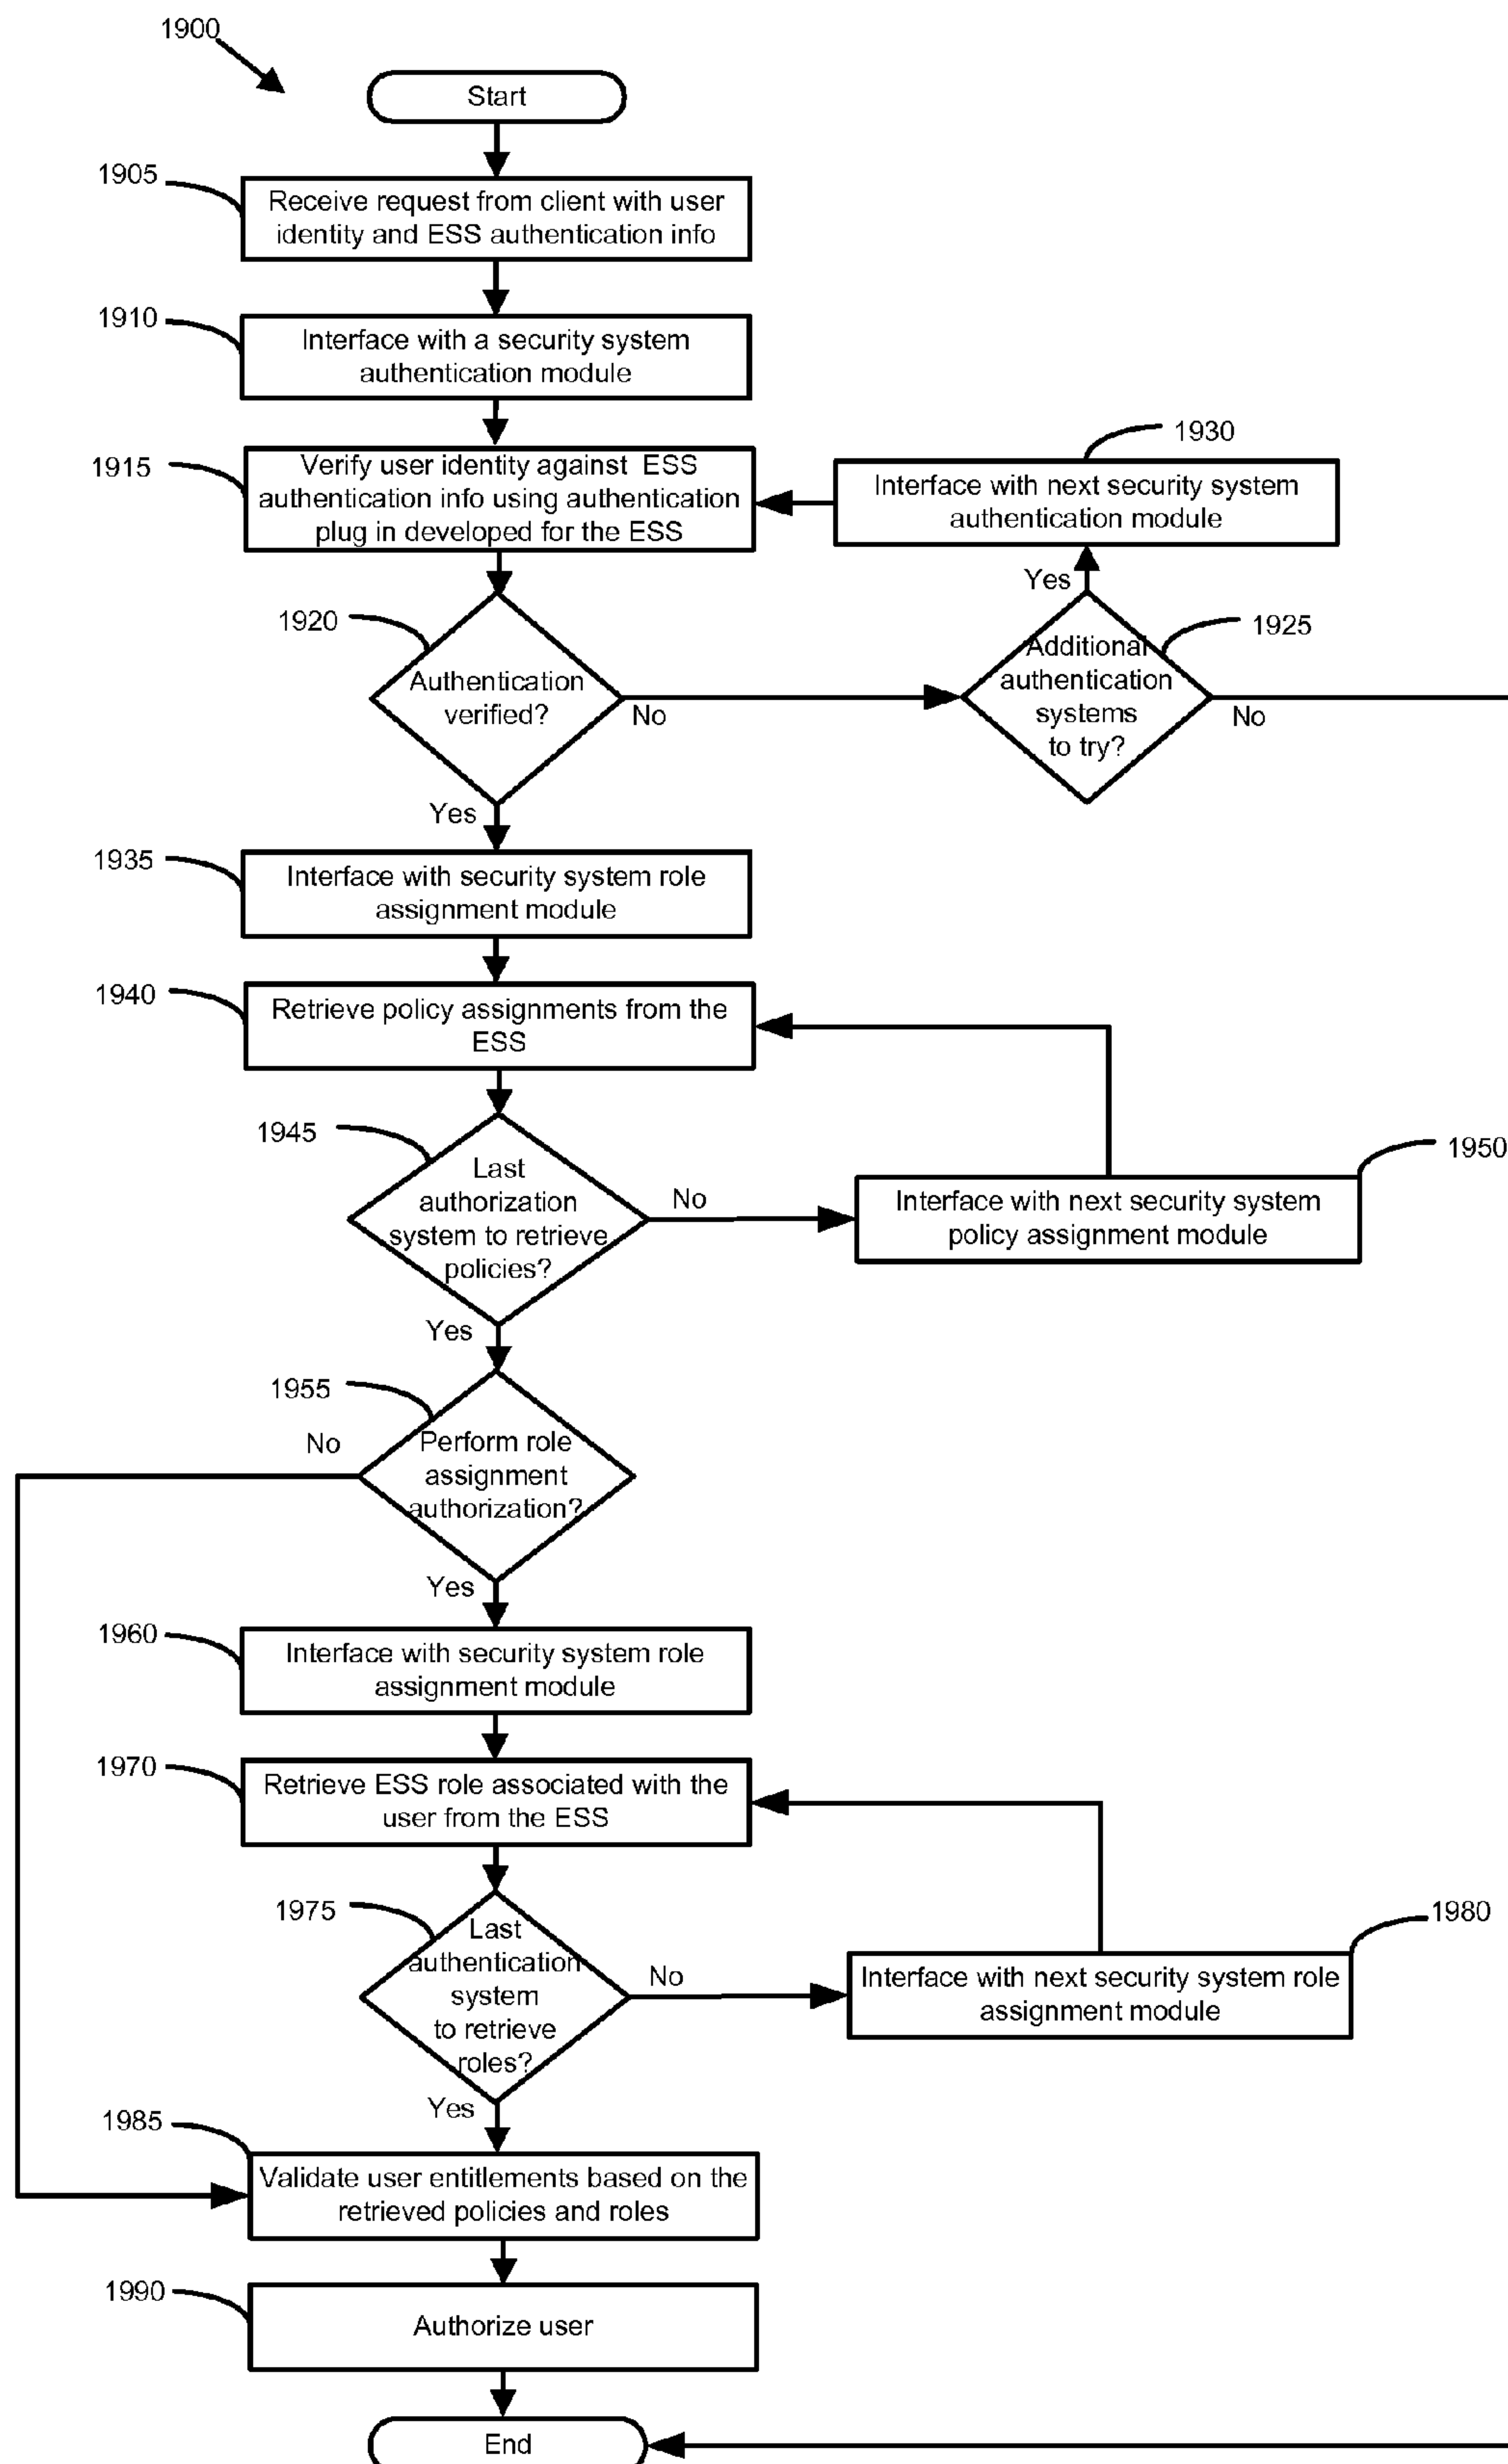 1900
Start
1905
Receive request from client with user
identity and ESS authentication info
1910
Interface with a security system
authentication module
1915
Verify user identity against ESS
authentication info using authentication
plug in developed for the ESS
1930
Interface with next security system
authentication module
Yes
1920
Authentication
verified?
No
1925
Additional
authentication
systems
to try?
No
Yes
1935
Interface with security system role
assignment module
1940
Retrieve policy assignments from the
ESS
1945
Last
authorization
system to retrieve
policies?
No
1950
Interface with next security system
policy assignment module
Yes
1955
No
Perform role
assignment
authorization?
Yes
1960
Interface with security system role
assignment module
1970
Retrieve ESS role associated with the
user from the ESS
1975
Last
authentication
system
to retrieve
roles?
No
1980
Interface with next security system role
assignment module
Yes
1985
Validate user entitlements based on the
retrieved policies and roles
1990
Authorize user
End